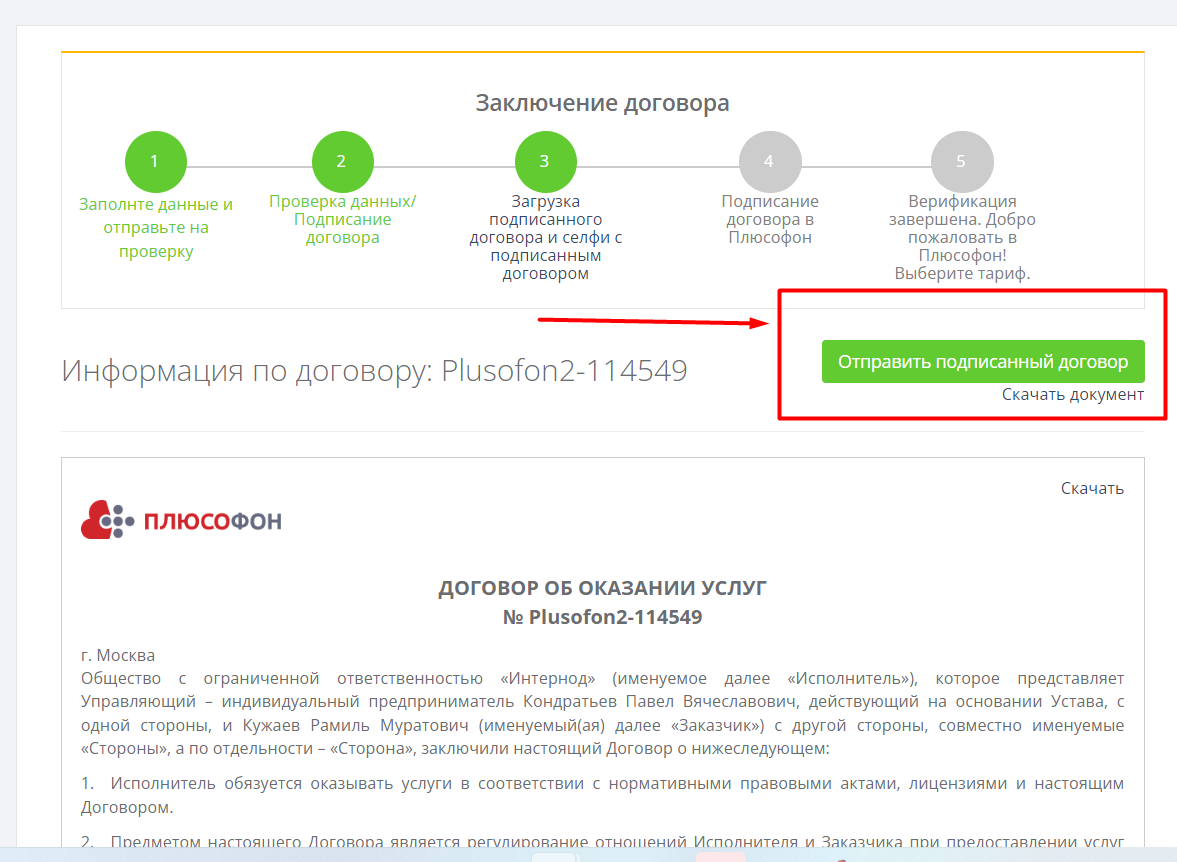 Заключение договора
1
2
3
4
5
Заполнте данные и
отправьте на
проверку
Проверка данных/
Подписание
договора
Загрузка
подписанного
договора и селфи с
подписанным
договором
Подписание
договора в
Плюсофон
Верификация
завершена. Добро
пожаловать в
Плюсофон!
Выберите тариф.
Информация по договору: Plusofon2-114549
Отправить подписанный договор
Скачать документ
Скачать
ПЛЮСОФОН
ДОГОВОР ОБ ОКАЗАНИИ УСЛУГ
№ Plusofon2-114549
г. Москва
Общество с ограниченной ответственностью «Интернод» (именуемое далее «Исполнитель»), которое представляет
Управляющий – индивидуальный предприниматель Кондратьев Павел Вячеславович, действующий на основании Устава, с
одной стороны, и Кужаев Рамиль Муратович (именуемый(ая) далее «Заказчик») с другой стороны, совместно именуемые
«Стороны», а по отдельности – «Сторона», заключили настоящий Договор о нижеследующем:
1. Исполнитель обязуется оказывать услуги в соответствии с нормативными правовыми актами, лицензиями и настоящим
Договором.
2. Предметом настоящего Договора является регулирование отношений Исполнителя и Заказчика при предоставлении услуг